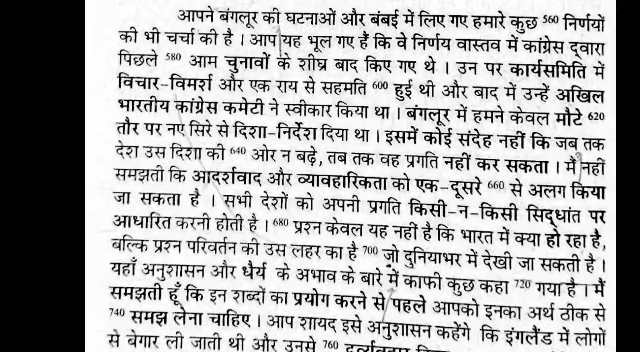 आपने बंगलूर की घटनाओं और बंबई में लिए गए हमारे कुछ 560 निर्णयों
की भी चर्चा की है । आप यह भूल गए हैं कि वे निर्णय वास्तव में कांग्रेस द्वारा
पिछले 580 आम चुनावों के शीघ्र बाद किए गए थे । उन पर कार्यसमिति में
विचार-विमर्श और एक राय से सहमति 600 हुई थी और बाद में उन्हें अखिल
भारतीय कांग्रेस कमेटी ने स्वीकार किया था । बंगलूर में हमने केवल मौटे 620
तौर पर नए सिरे से दिशा-निर्देश दिया था । इसमें कोई संदेह नहीं कि जब तक
देश उस दिशा की 640 ओर न बढ़े, तब तक वह प्रगति नहीं कर सकता । मैं नहीं
समझती कि आदर्शवाद और व्यावहारिकता को एक-दूसरे 660 से अलग किया
जा सकता है । सभी देशों को अपनी प्रगति किसी-न-किसी सिद्धांत पर
आधारित करनी होती है । 680 प्रश्न केवल यह नहीं है कि भारत में क्या हो रहा है,
बल्कि प्रश्न परिवर्तन की उस लहर का है 700 जो दुनियाभर में देखी जा सकती है ।
यहाँ अनुशासन और धैर्य के अभाव के बारे में काफी कुछ कहा 720 गया है । मैं
समझती हूँ कि इन शब्दों का प्रयोग करने से पहले आपको इनका अर्थ ठीक से
740 समझ लेना चाहिए । आप शायद इसे अनुशासन कहेंगे कि इंगलैंड में लोगों
से बेगार ली जाती थी और उनसे 760 दुर्व्यवहार